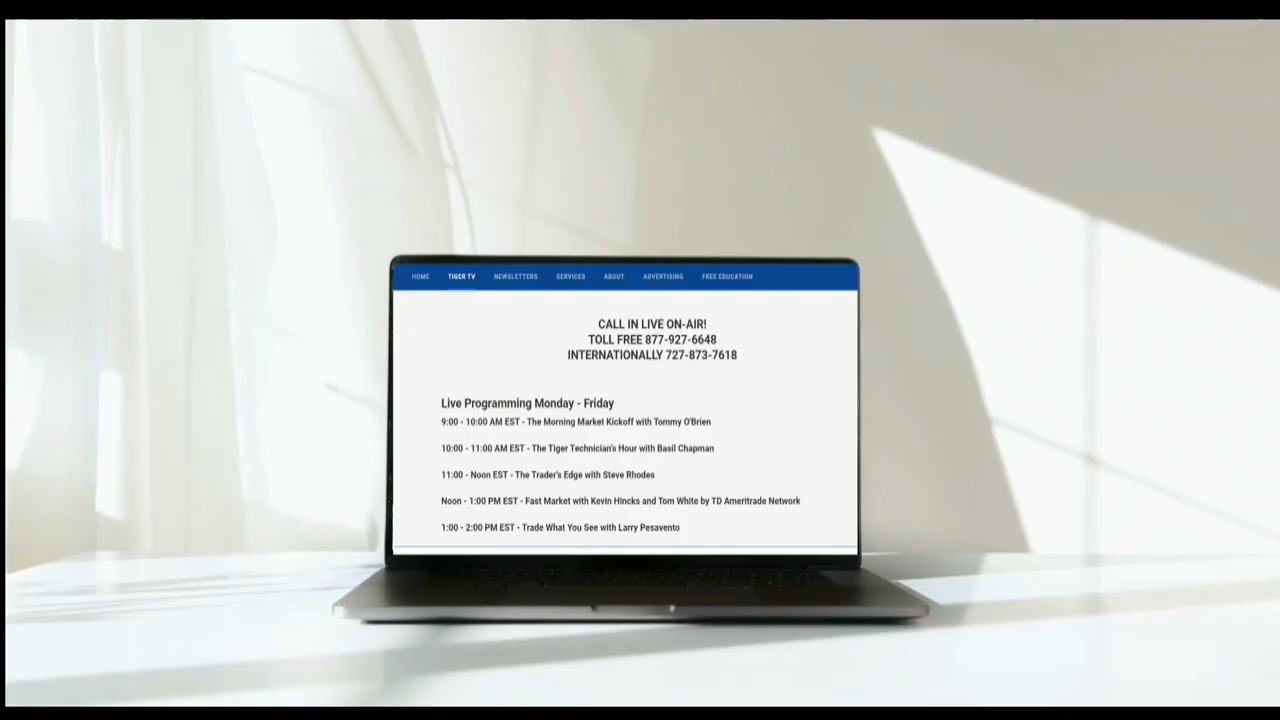 HOME TIGER TV NEWSLETTERS SERVICES ABOUT ADVERTISING FREE EDUCATION
CALL IN LIVE ON-AIR!
TOLL FREE 877-927-6648
INTERNATIONALLY 727-873-7618
Live Programming Monday - Friday
9:00 - 10:00 AM EST - The Morning Market Kickoff with Tommy O'Brien
10:00 - 11:00 AM EST - The Tiger Technician's Hour with Basil Chapman
11:00 - Noon EST - The Trader's Edge with Steve Rhodes
Noon - 1:00 PM EST - Fast Market with Kevin Hincks and Tom White by TD Ameritrade Network
1:00 - 2:00 PM EST - Trade What You See with Larry Pesavento